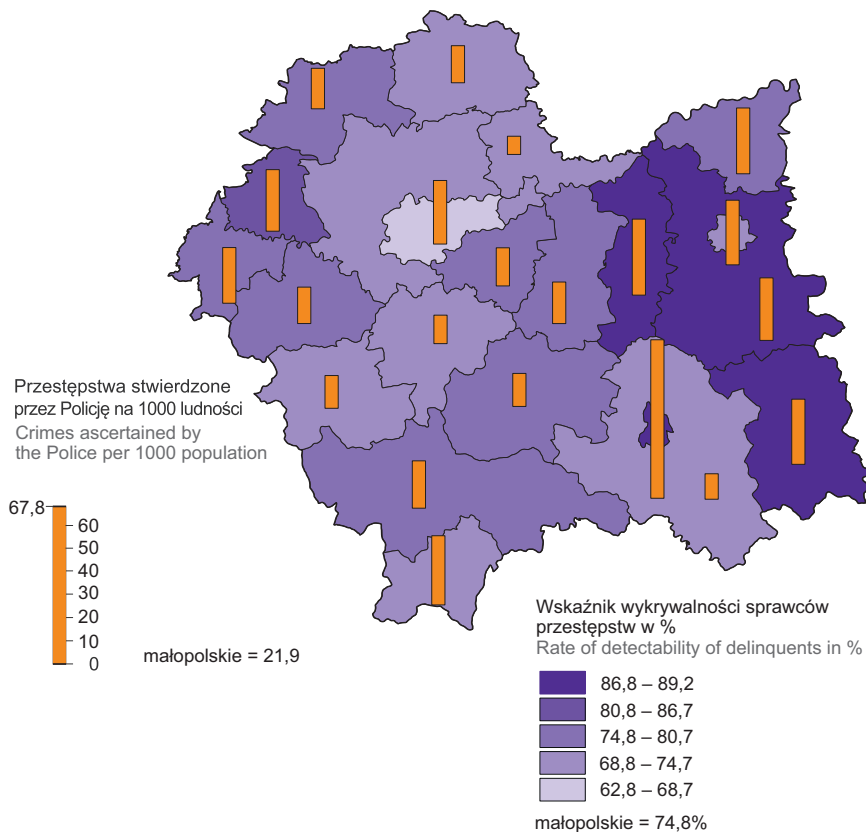 Przestępstwa stwierdzone
przez Policję na 1000 ludności
Crimes ascertained by
the Police per 1000 population
67,8
60
50
40
30
20
10
0
małopolskie = 21,9
Wskaźnik wykrywalności sprawców
przestępstw w %
Rate of detectability of delinquents in %
86,8 – 89,2
80,8 – 86,7
74,8 – 80,7
68,8 – 74,7
62,8 – 68,7
małopolskie = 74,8%